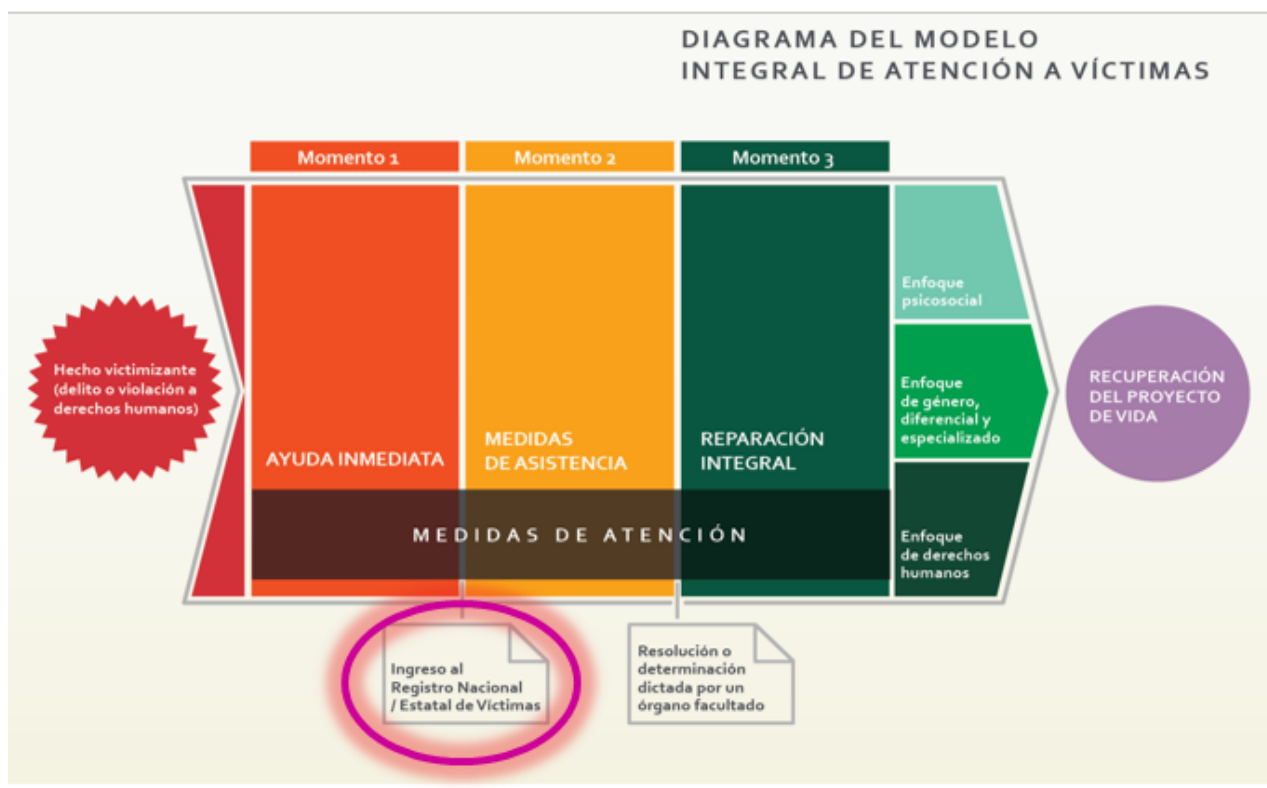 DIAGRAMA DEL MODELO
INTEGRAL DE ATENCIÓN A VÍCTIMAS
Momento 1
Momento 2
Momento 3
Hecho victimizante
(delito o violación a
derechos humanos)
AYUDA INMEDIATA
MEDIDAS
DE ASISTENCIA
REPARACIÓN
INTEGRAL
MEDIDAS DE ATENCIÓN
Enfoque
psicosocial
Enfoque
de género,
diferencial y
especializado
Enfoque
de derechos
humanos
RECUPERACIÓN
DEL PROYECTO
DE VIDA
Ingreso al
Registro Nacional
/ Estatal de Víctimas
Resolución o
determinación
dictada por un
órgano facultado